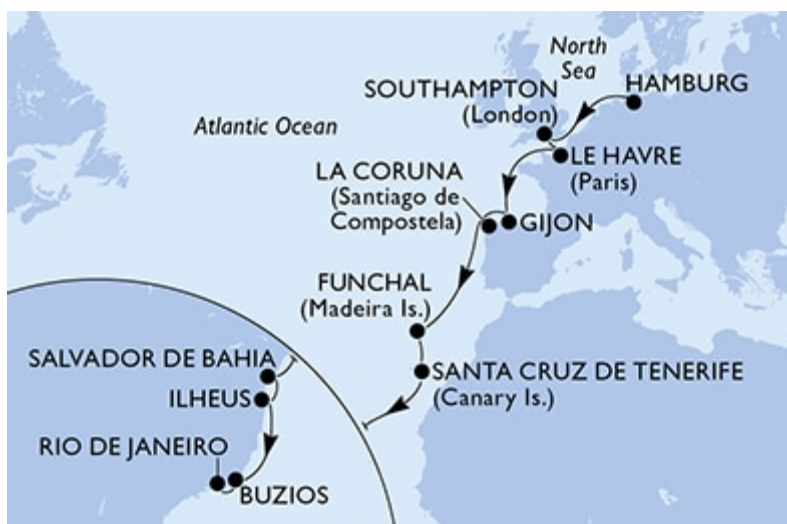 North
Sea
SOUTHAMPTON
(London)
HAMBURG
Atlantic Ocean
LE HAVRE
(Paris)
LA CORUNA
(Santiago de
Compostela)
GIJON
FUNCHAL
(Madeira Is.)
SANTA CRUZ DE TENERIFE
(Canary Is.)
SALVADOR DE BAHIA
ILHEUS
RIO DE JANEIRO
BUZIOS